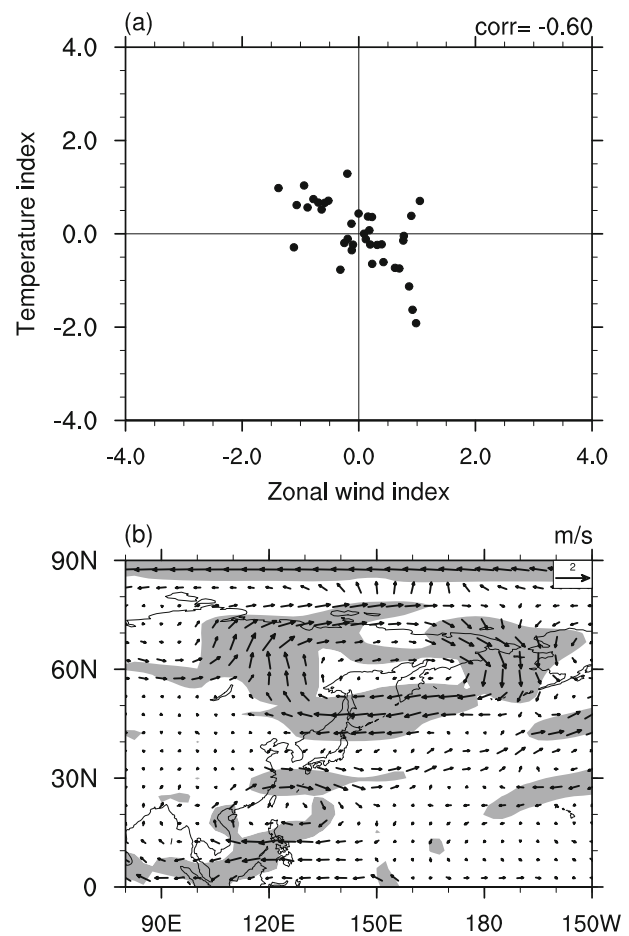 (a) corr= -0.60
4.0
2.0
0.0
-2.0
-4.0
Temperature index
-4.0 -2.0 0.0 2.0 4.0
Zonal wind index
(b) m/s
2
90N
60N
30N
0
90E 120E 150E 180 150W